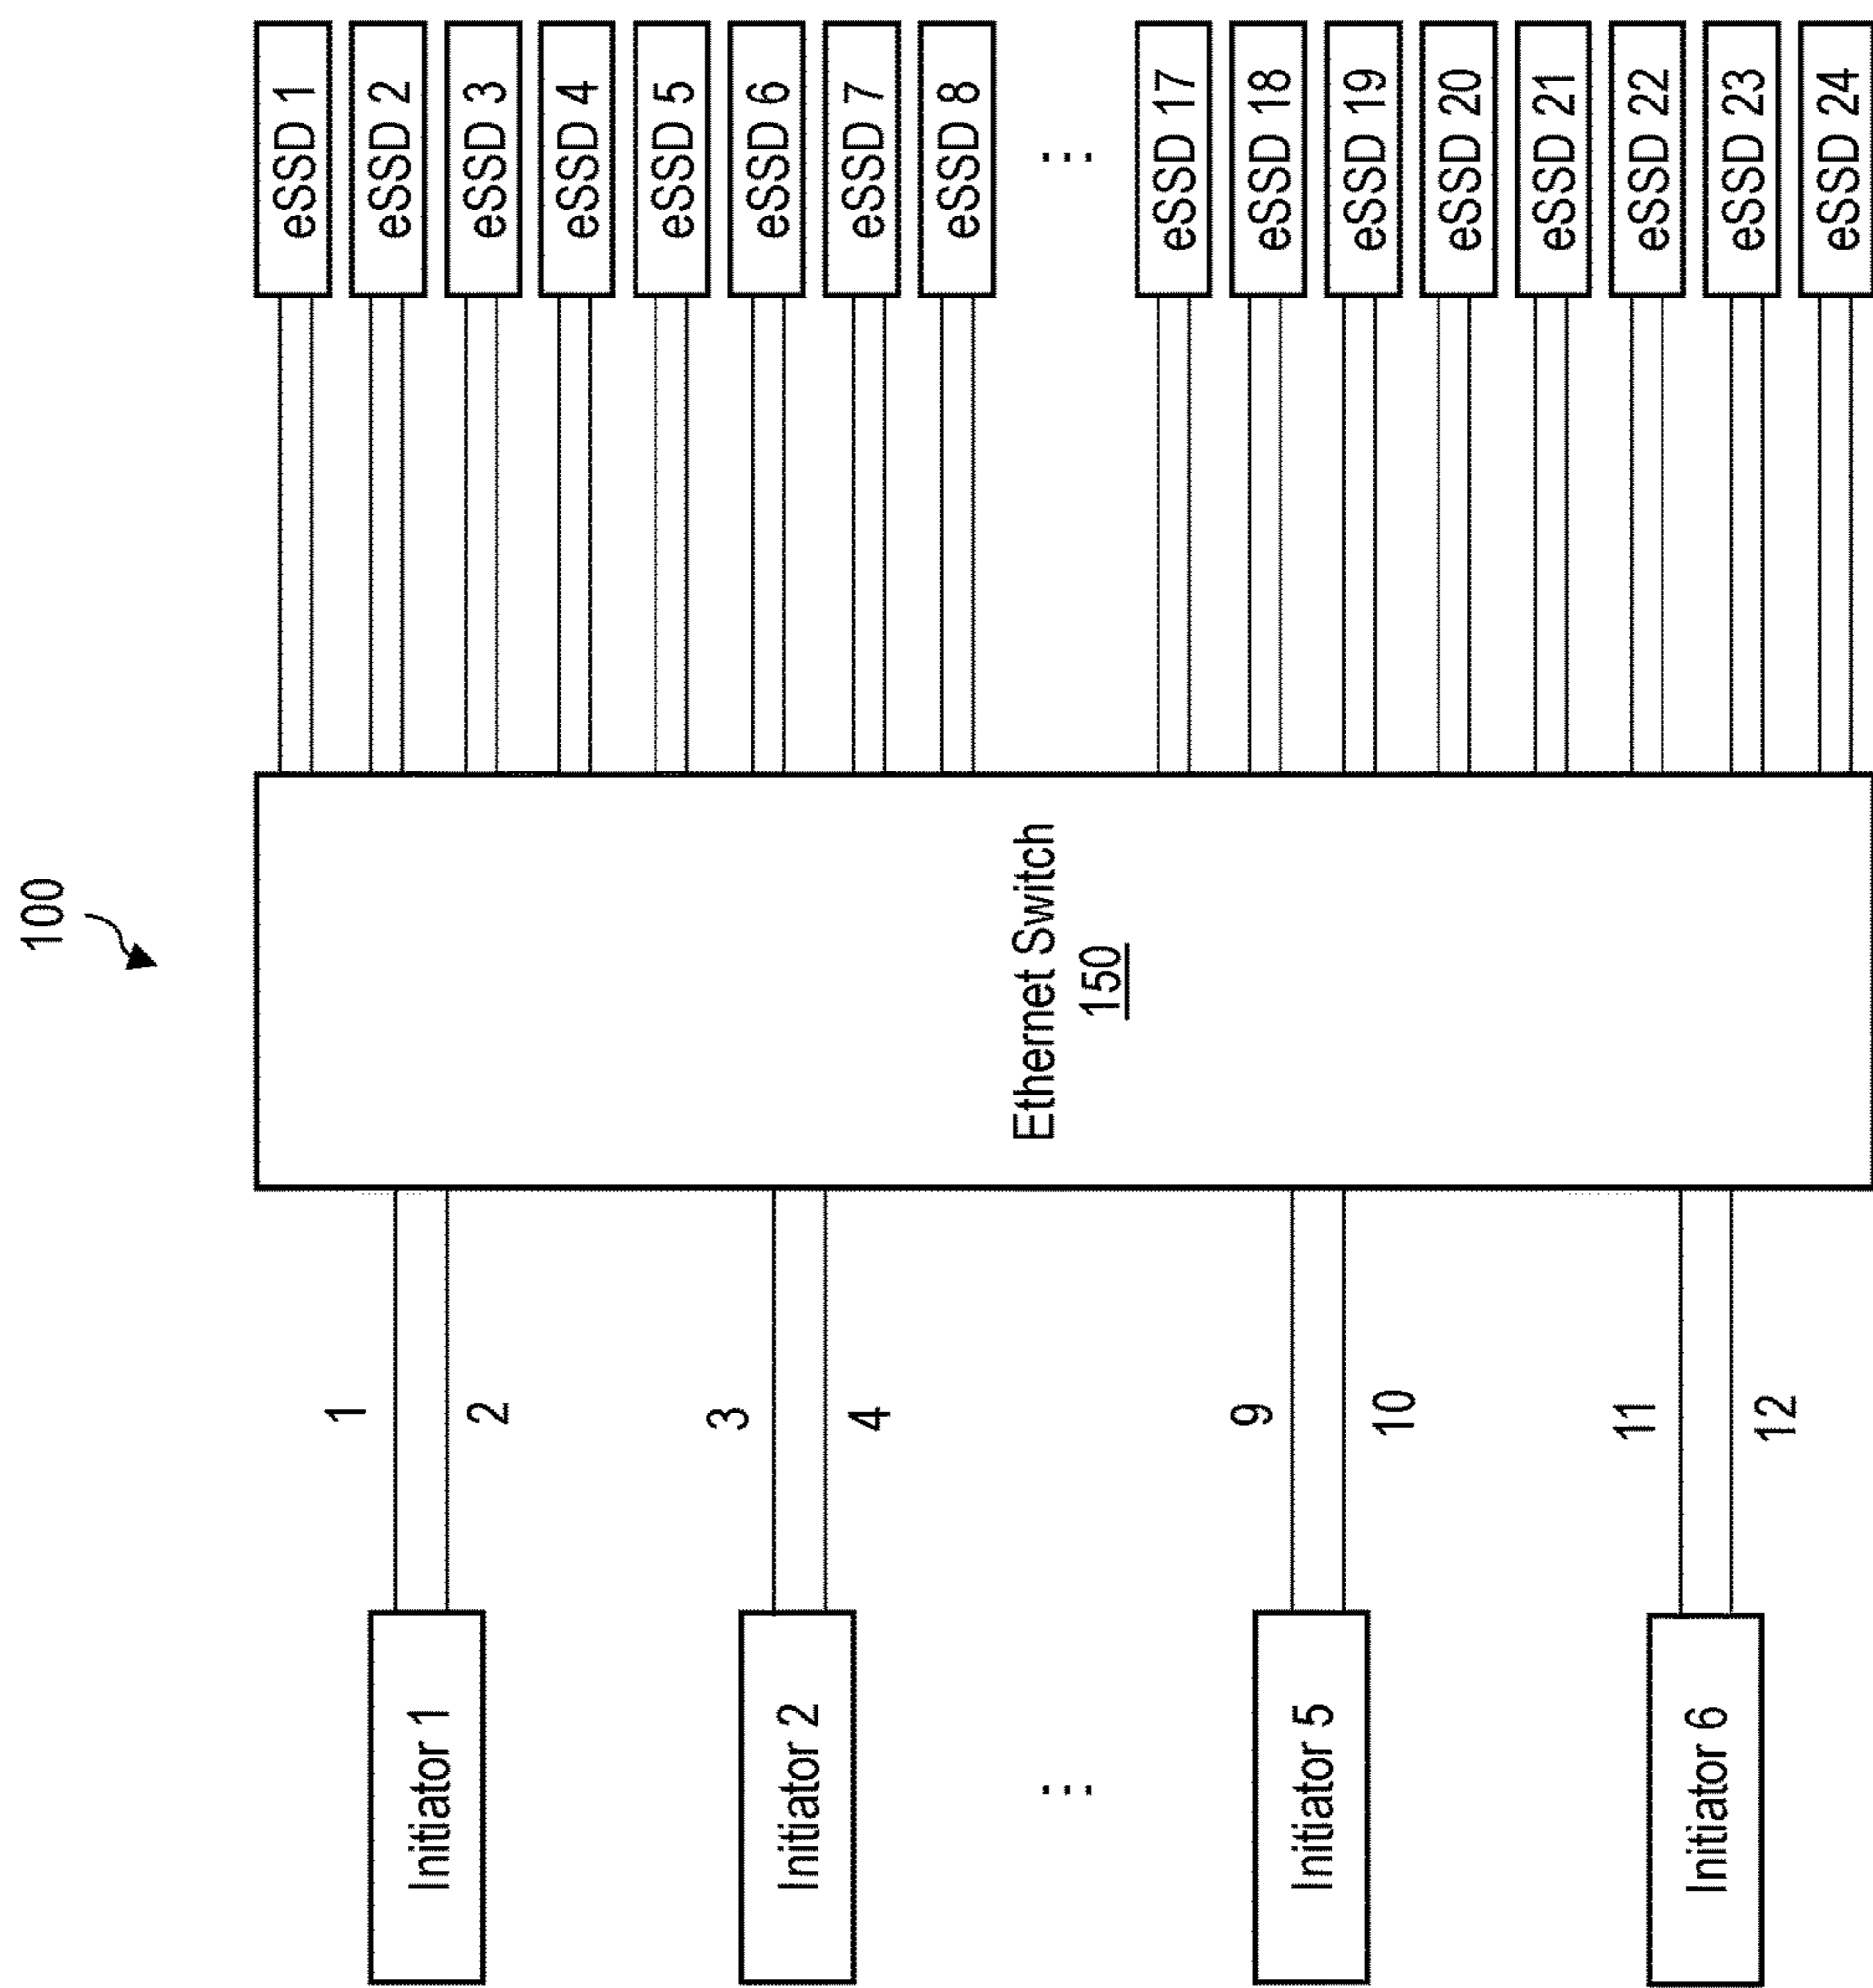 100
Initiator 1
Initiator 2
...
Initiator 5
Initiator 6
1
2
3
4
9
10
11
12
Ethernet Switch
150
eSSD 1
eSSD 2
eSSD 3
eSSD 4
eSSD 5
eSSD 6
eSSD 7
eSSD 8
...
eSSD 17
eSSD 18
eSSD 19
eSSD 20
eSSD 21
eSSD 22
eSSD 23
eSSD 24